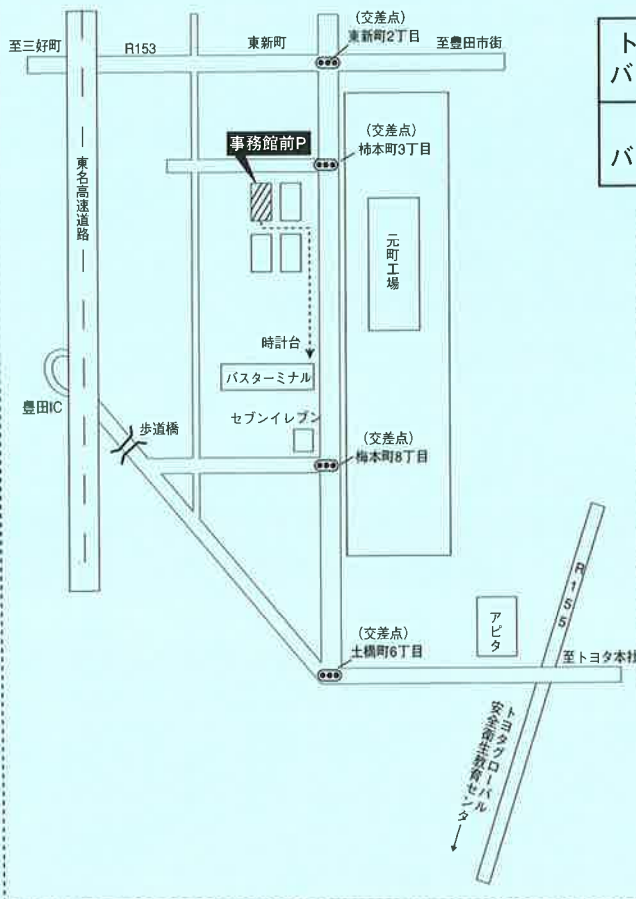 (交差点)
東新町2丁目
至三好町
R153
東新町
至豊田市街
ト
バ
バ
東名高速道路
事務館前P
(交差点)
柿本町3丁目
元町工場
時計台
バスターミナル
セブンイレブン
豊田IC
歩道橋
(交差点)
梅本町8丁目
R155
アピタ
(交差点)
土橋町6丁目
至トヨタ本社
トヨタグローバル
安全衛生教育センタ